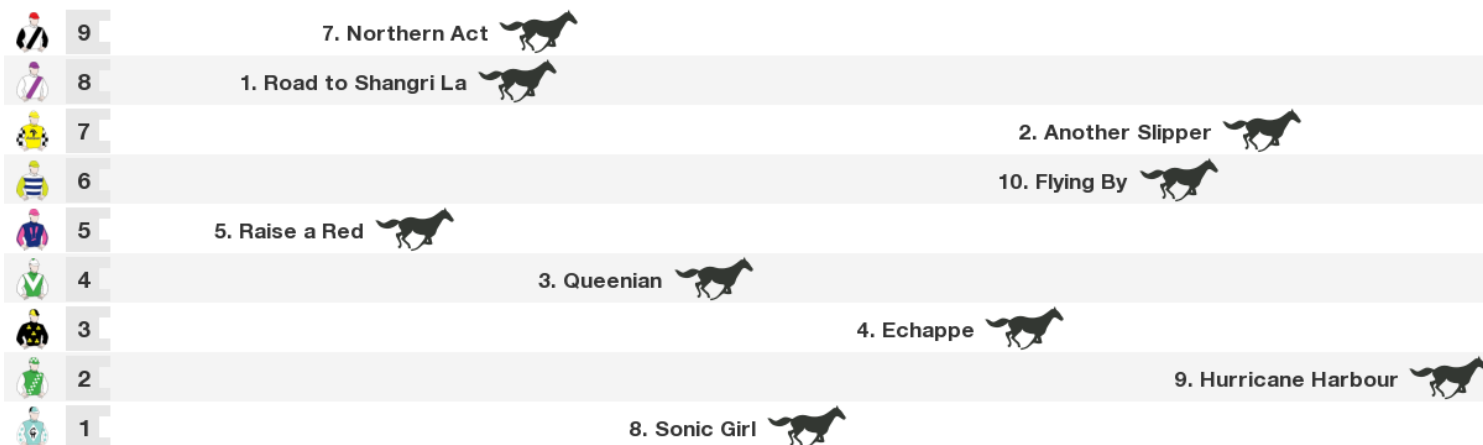 9 7. Northern Act
8 1. Road to Shangri La
7 2. Another Slipper
6 10. Flying By
5 5. Raise a Red
4 3. Queenian
3 4. Echappe
2 9. Hurricane Harbour
1 8. Sonic Girl